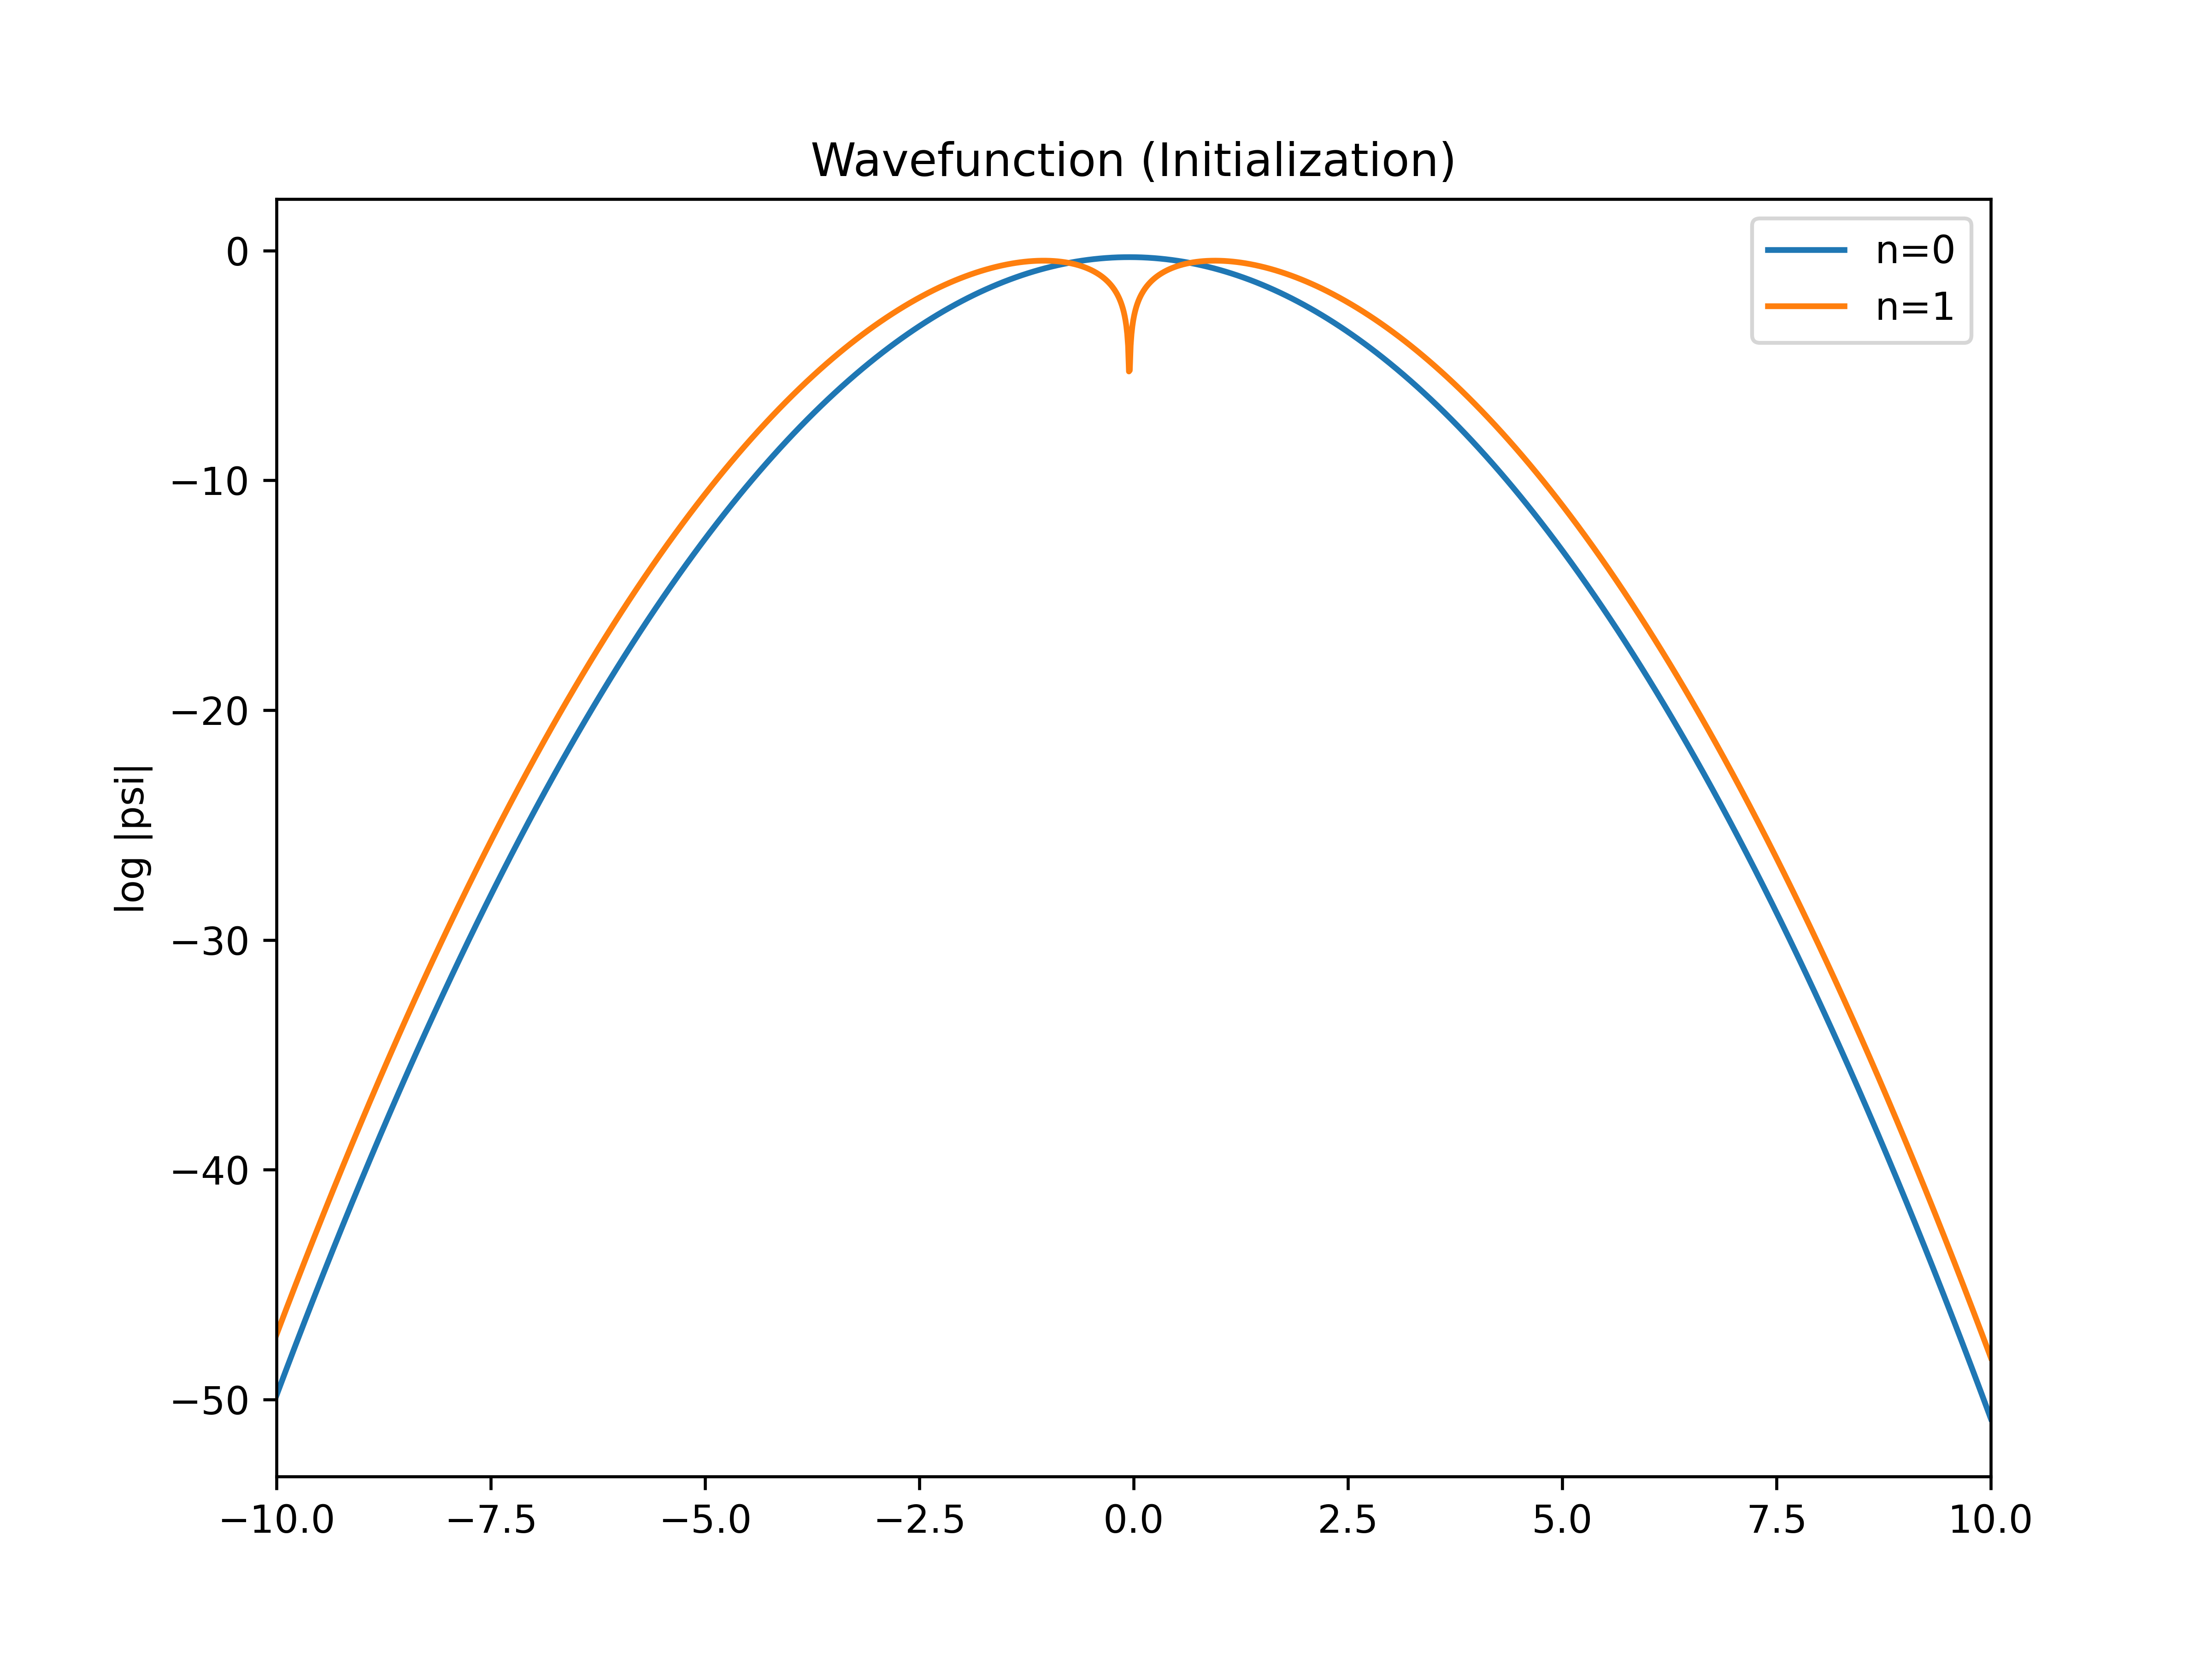 Wavefunction (Initialization)
n=0
n=1
log |psi|
0
−10
−20
−30
−40
−50
−10.0 −7.5 −5.0 −2.5 0.0 2.5 5.0 7.5 10.0